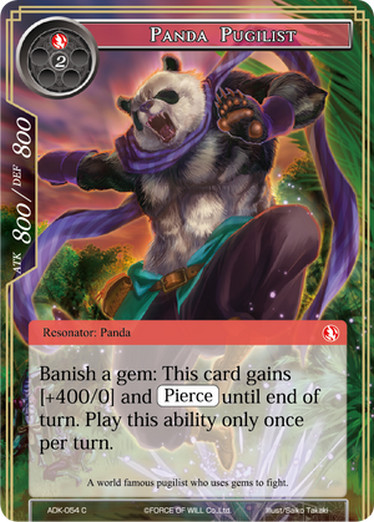 Panda Pugilist
2
ATK 800/DEF 800
Resonator: Panda
Banish a gem: This card gains
[+400/0] and Pierce until end of
turn. Play this ability only once
per turn.
A world famous pugilist who uses gems to fight.
ADK-054 C ©FORCE OF WILL Co.,Ltd. Illust/Saiko Takaki